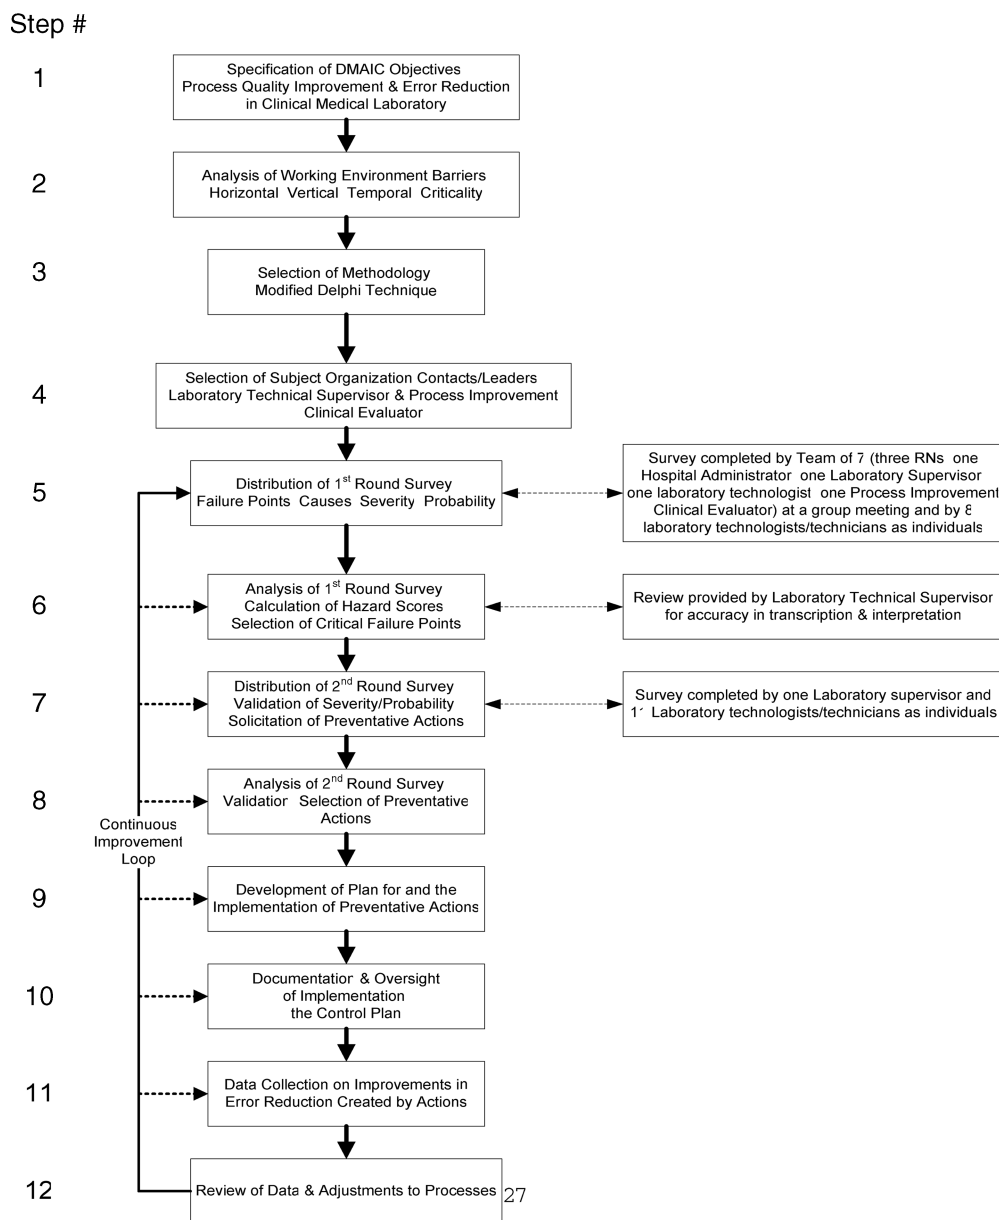 Step #
1
Specification of DMAIC Objectives
Process Quality Improvement & Error Reduction
in Clinical Medical Laboratory
2
Analysis of Working Environment Barriers
Horizontal Vertical Temporal Criticality
3
Selection of Methodology
Modified Delphi Technique
4
Selection of Subject Organization Contacts/Leaders
Laboratory Technical Supervisor & Process Improvement
Clinical Evaluator
5
Distribution of 1st Round Survey
Failure Points Causes Severity Probability
Survey completed by Team of 7 (three RNs one
Hospital Administrator one Laboratory Supervisor
one laboratory technologist one Process Improvement
Clinical Evaluator) at a group meeting and by 8
laboratory technologists/technicians as individuals
6
Analysis of 1st Round Survey
Calculation of Hazard Scores
Selection of Critical Failure Points
Review provided by Laboratory Technical Supervisor
for accuracy in transcription & interpretation
7
Distribution of 2nd Round Survey
Validation of Severity/Probability
Solicitation of Preventative Actions
Survey completed by one Laboratory supervisor and
Laboratory technologists/technicians as individuals
8
Analysis of 2nd Round Survey
Validation Selection of Preventative
Actions
Continuous
Improvement
Loop
9
Development of Plan for and the
Implementation of Preventative Actions
10
Documentation & Oversight
of Implementation
the Control Plan
11
Data Collection on Improvements in
Error Reduction Created by Actions
12
Review of Data & Adjustments to Processes
27